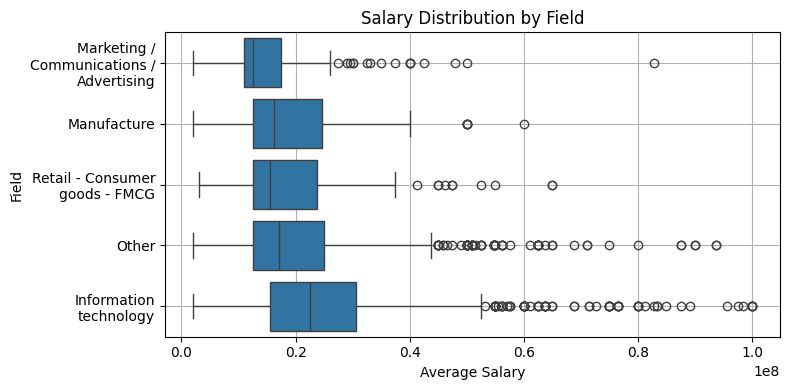 Salary Distribution by Field
Marketing /
Communications /
Advertising
Manufacture
Retail - Consumer
goods - FMCG
Other
Information
technology
Field
0.0
0.2
0.4
0.6
0.8
1.0
1e8
Average Salary